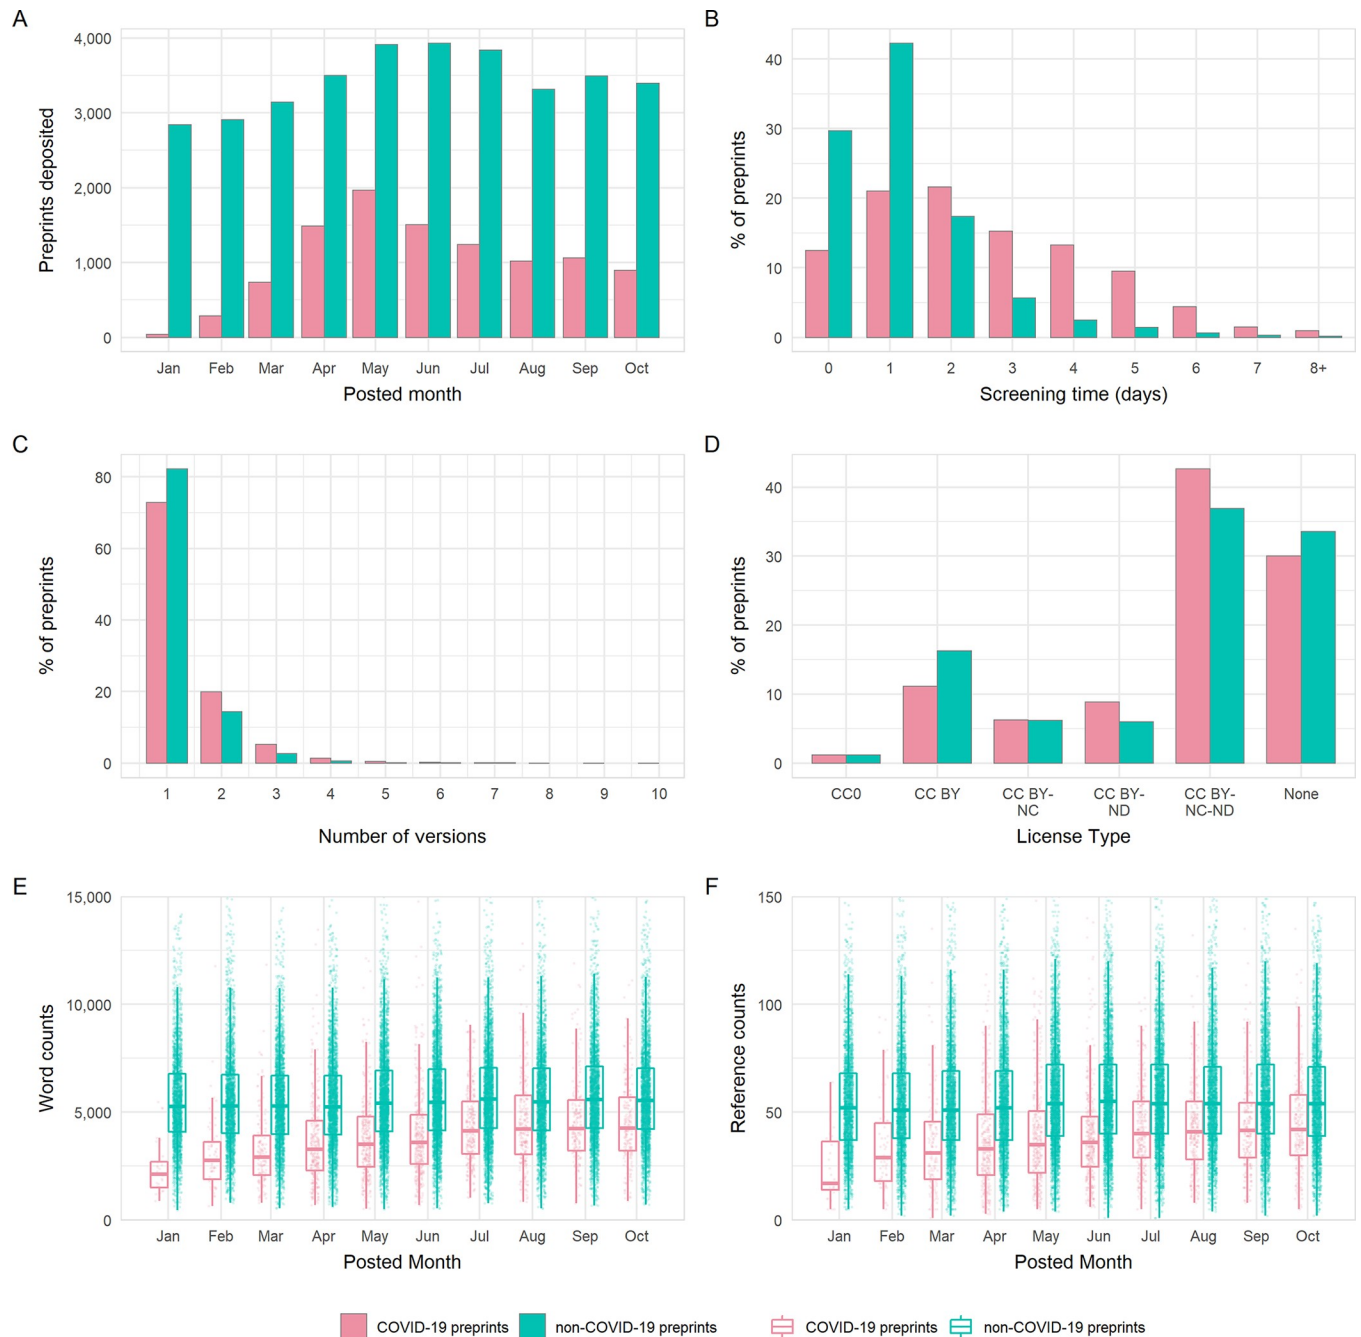 A
Preprints deposited
4,000
3,000
2,000
1,000
0
Jan Feb Mar Apr May Jun Jul Aug Sep Oct
Posted month
B
% of preprints
40
30
20
10
0
0 1 2 3 4 5 6 7 8+
Screening time (days)
C
% of preprints
80
60
40
20
0
1 2 3 4 5 6 7 8 9 10
Number of versions
D
% of preprints
40
30
20
10
0
CC0 CC BY CC BY- CC BY- CC BY- None
NC ND NC-ND
License Type
E
Word counts
15,000
10,000
5,000
0
Jan Feb Mar Apr May Jun Jul Aug Sep Oct
Posted Month
F
Reference counts
150
100
50
0
Jan Feb Mar Apr May Jun Jul Aug Sep Oct
Posted Month
COVID-19 preprints non-COVID-19 preprints COVID-19 preprints non-COVID-19 preprints